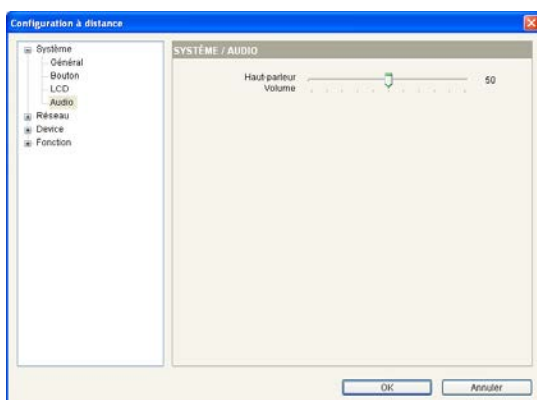 Configuration à distance
Système
Général
Bouton
LCD
Audio
Réseau
Device
Fonction
SYSTÈME / AUDIO
Haut-parleur
Volume
50
OK
Annuler